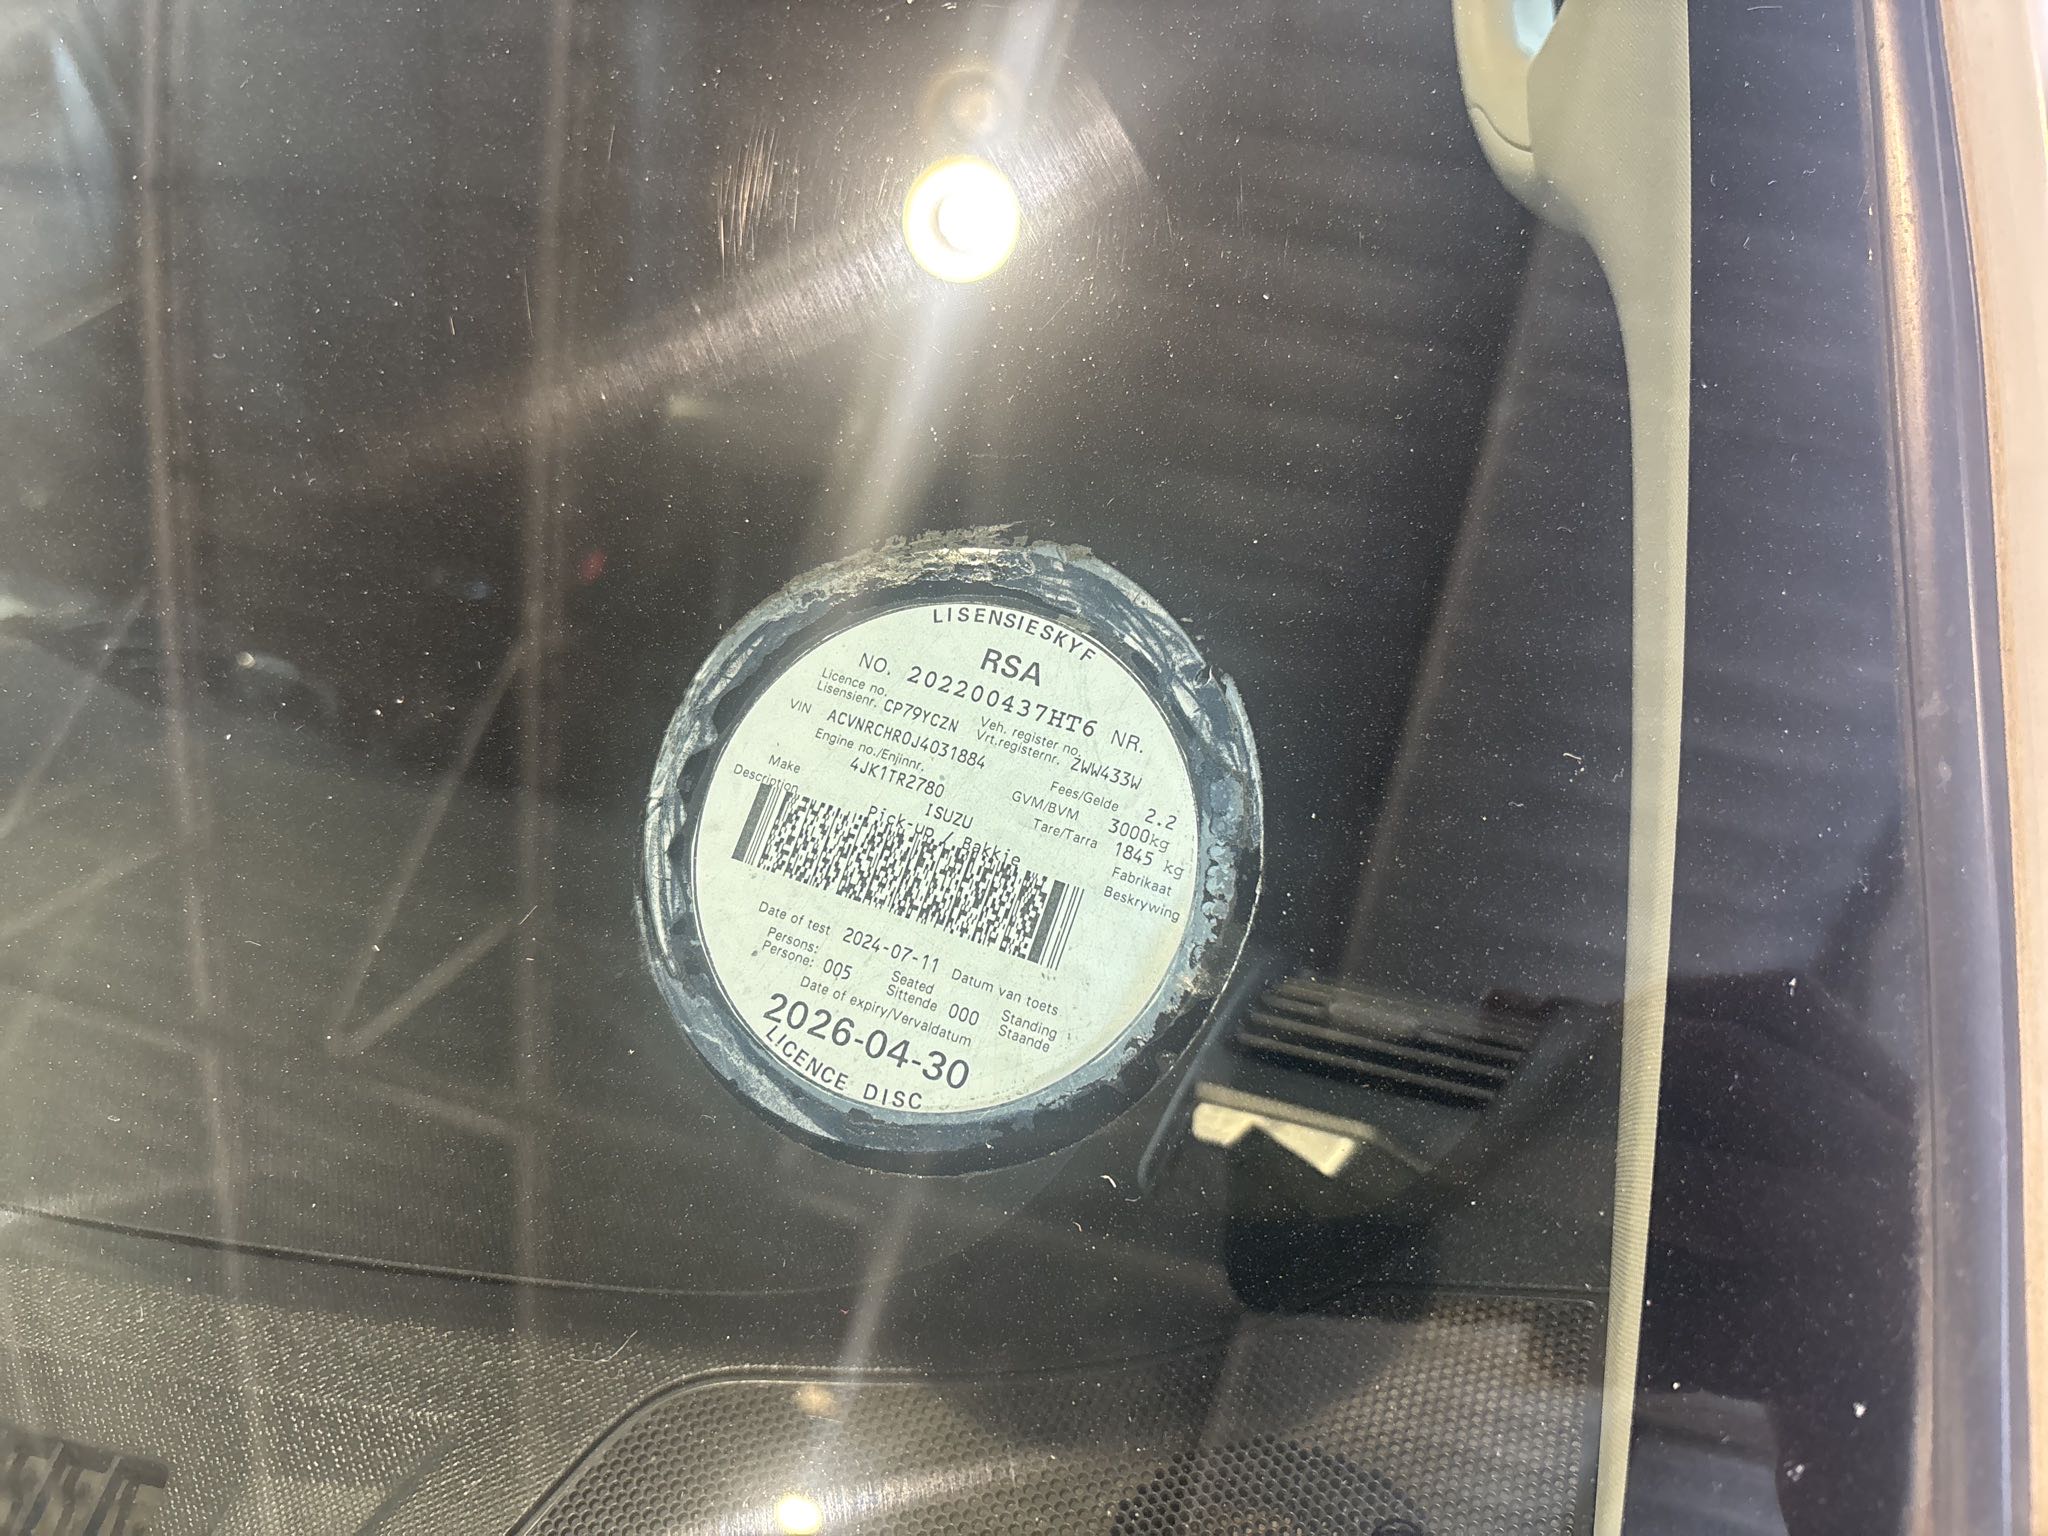 LISENSIESKYF
RSA
NO. 202200437HT6 NR.
Licence no. Veh. register no.
Lisensienr. CP79YCZN Vrt.registernr. ZWW433W
VIN ACVNRCHR0J4031884 Fees/Gelde 2.2
Engine no./Enjinnr. GVM/BVM 3000kg
4JK1TR2780 Tare/Tarra 1845 kg
Make ISUZU Fabrikaat
Description Pick-up / Bakkie Beskrywing
Date of test 2024-07-11 Datum van toets
Persons: Seated Standing
Persone: 005 Sittende 000 Staande
Date of expiry/Vervaldatum
2026-04-30
LICENCE DISC